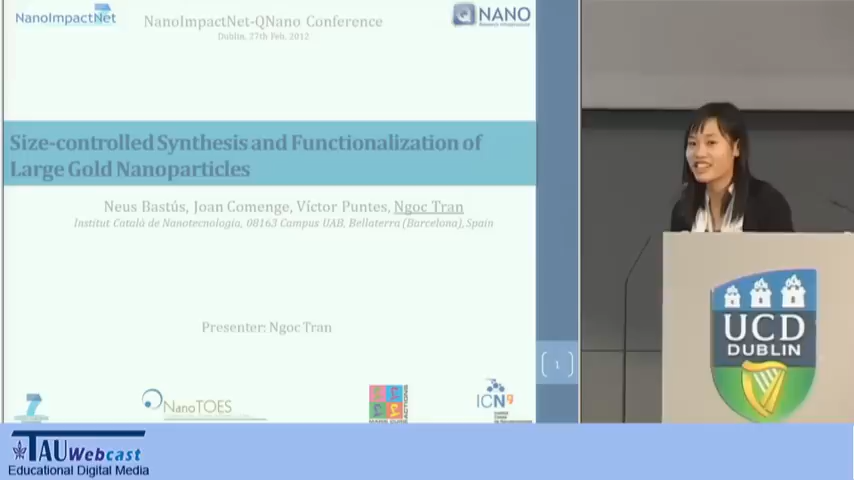 NanoImpactNet
NanoImpactNet-QNano Conference
Dublin, 27th Feb, 2012
NANO
Size-controlled Synthesis and Functionalization of
Large Gold Nanoparticles
Neus Bastús, Joan Comenge, Víctor Puntes, Ngoc Tran
Institut Català de Nanotecnologia, 08163 Campus UAB, Bellaterra (Barcelona), Spain
Presenter: Ngoc Tran
1
NanoTOES
ICN
UCD
DUBLIN
TAU Webcast
Educational Digital Media